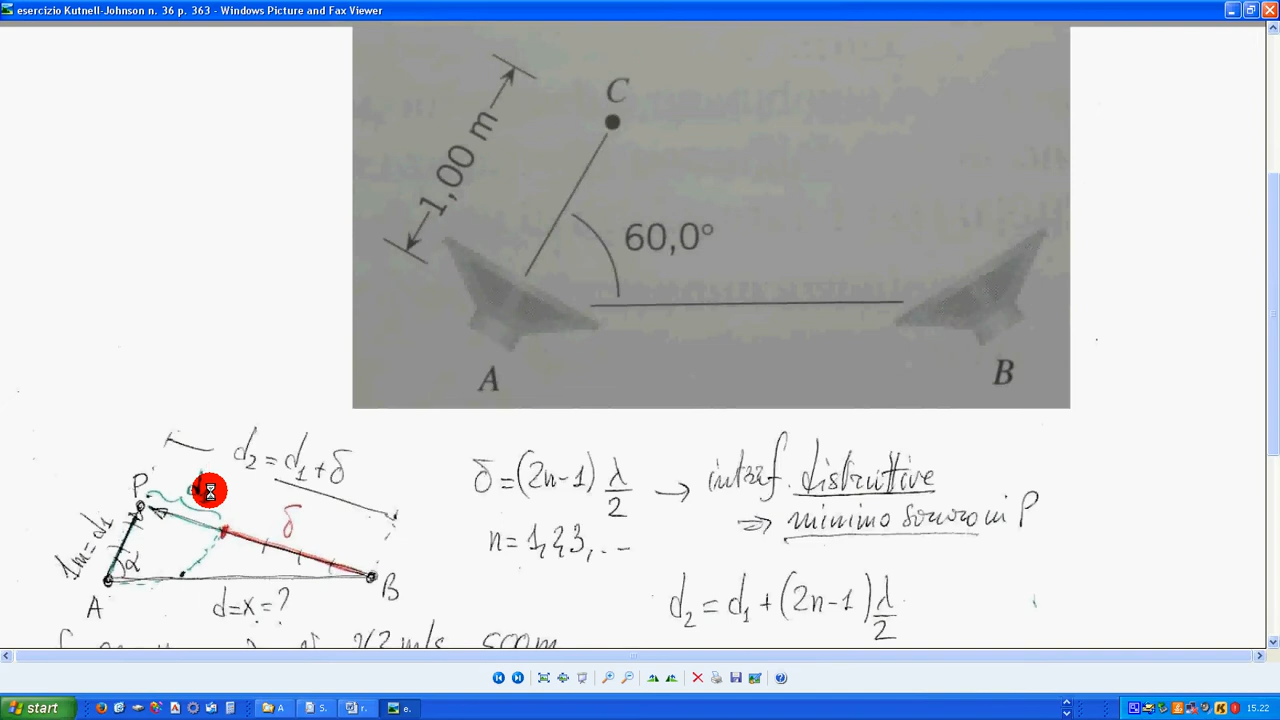 esercizio Kutnell-Johnson n. 36 p. 363 - Windows Picture and Fax Viewer
C
1,00 m
60,0°
A
B
d₂ = d₁ + δ
P
δ
1m = d₁
α
A
B
d = x = ?
δ = (2n-1) λ/2 → interf. distruttive
⇒ minimo sonoro in P
n = 1, 2, 3, ...
d₂ = d₁ + (2n-1) λ/2
start
A
S.
r.
e.
15.22